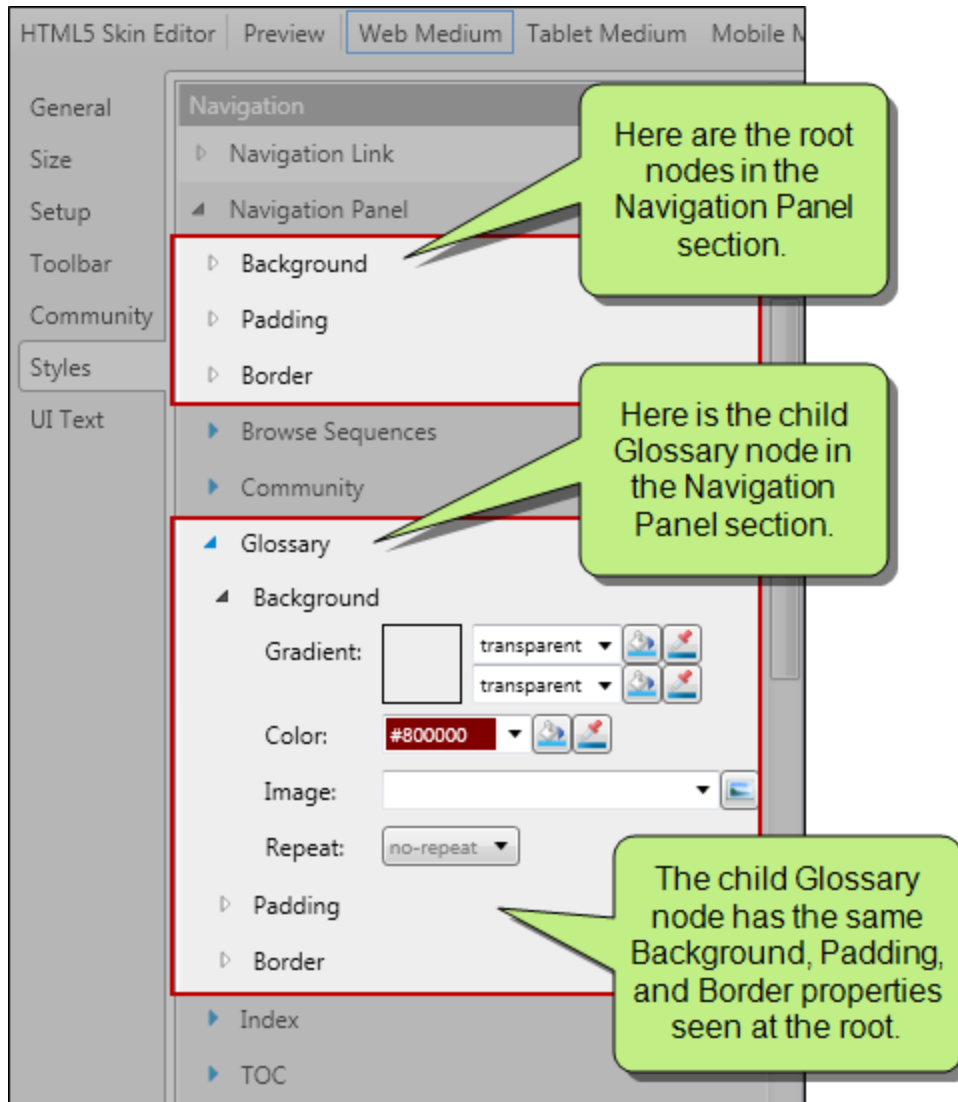 HTML5 Skin Editor Preview Web Medium Tablet Medium Mobile
General
Size
Setup
Toolbar
Community
Styles
UI Text
Navigation
Navigation Link
Navigation Panel
Background
Padding
Border
Browse Sequences
Community
Glossary
Background
Gradient: transparent
transparent
Color: #800000
Image:
Repeat: no-repeat
Padding
Border
Index
TOC
Here are the root
nodes in the
Navigation Panel
section.
Here is the child
Glossary node in
the Navigation
Panel section.
The child Glossary
node has the same
Background, Padding,
and Border properties
seen at the root.